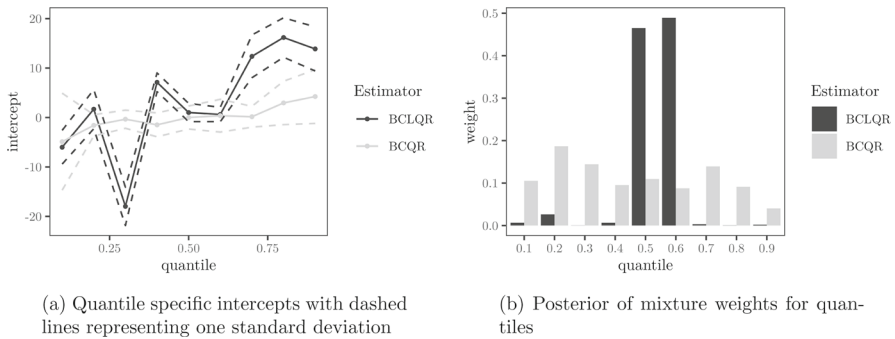 20
10
0
-10
-20
intercept
0.25
0.50
0.75
quantile
Estimator
BCLQR
BCQR
(a) Quantile specific intercepts with dashed
lines representing one standard deviation
0.5
0.4
0.3
0.2
0.1
0.0
weight
0.1 0.2 0.3 0.4 0.5 0.6 0.7 0.8 0.9
quantile
Estimator
BCLQR
BCQR
(b) Posterior of mixture weights for quan-
tiles